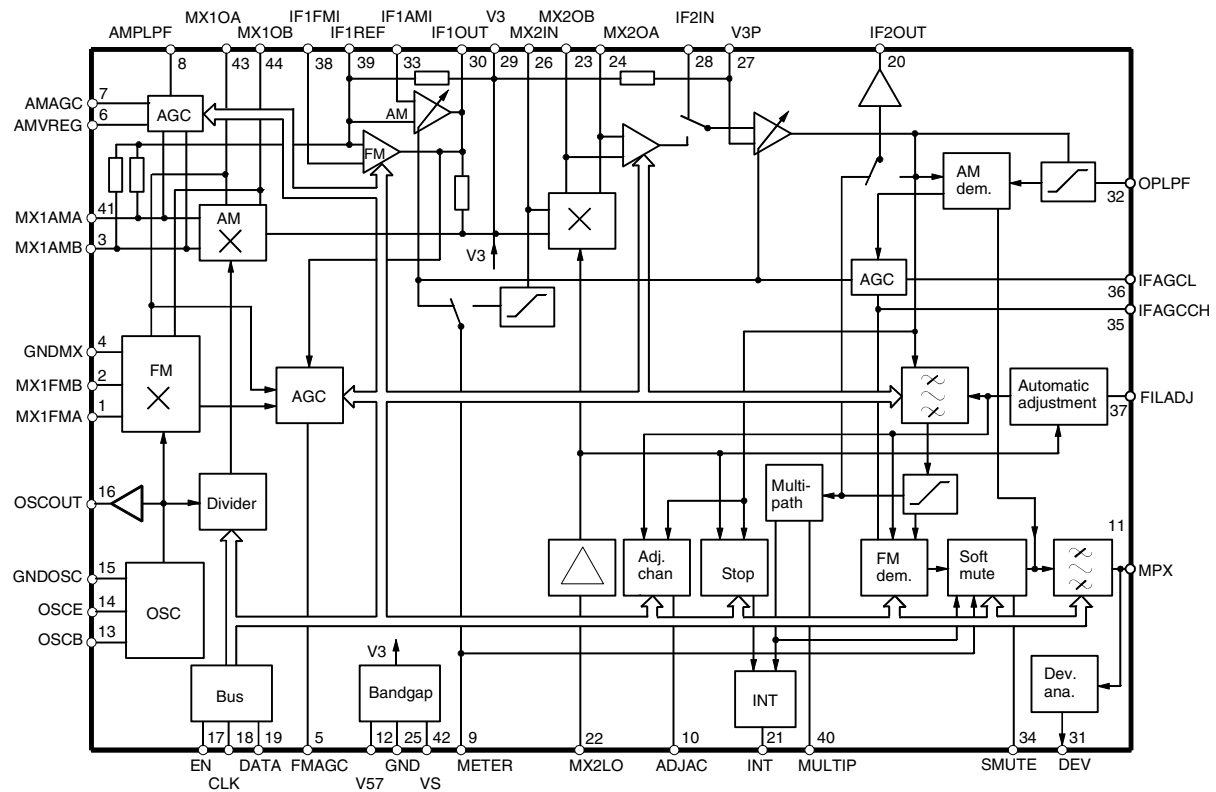 MX1OA IF1FMI IF1AMI V3 MX2OB IF2IN
AMPLPF MX1OB IF1REF IF1OUT MX2IN MX2OA V3P IF2OUT
8 43 44 38 39 33 30 29 26 23 24 28 27 20
AMAGC 7
AMVREG 6
AGC
AM
FM
AM dem.
OPLPF
32
MX1AMA 41
MX1AMB 3
AM
V3
AGC
IFAGCL
36
IFAGCCH
35
GNDMX 4
MX1FMB 2
MX1FMA 1
FM
AGC
Automatic
adjustment
FILADJ
37
OSCOUT 16
Divider
Multi-
path
11
MPX
GNDOSC 15
OSCE 14
OSCB 13
OSC
Adj.
chan
Stop
FM
dem.
Soft
mute
V3
Bus
Bandgap
INT
Dev.
ana.
17 18 19 5 12 25 42 9 22 10 21 40 34 31
EN DATA FMAGC GND METER MX2LO ADJAC INT MULTIP SMUTE DEV
CLK V57 VS